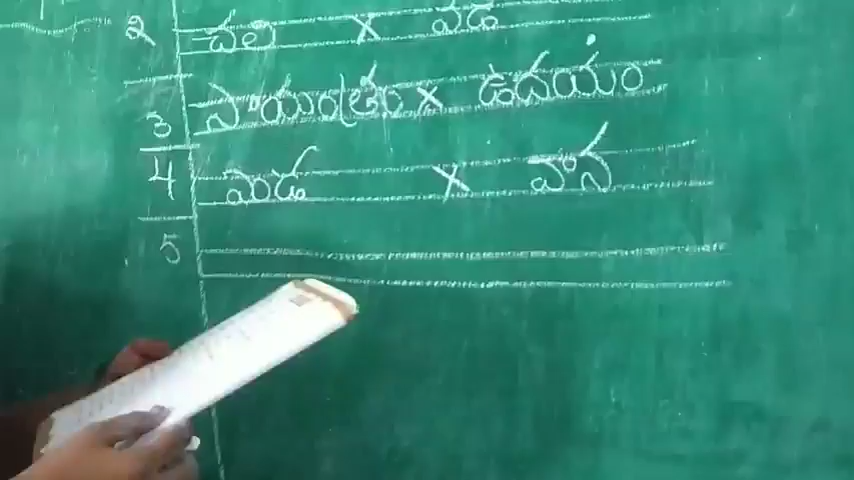 2 చలి × వేడి
3 సాయంత్రం × ఉదయం
4 ఎండ × వాన
5